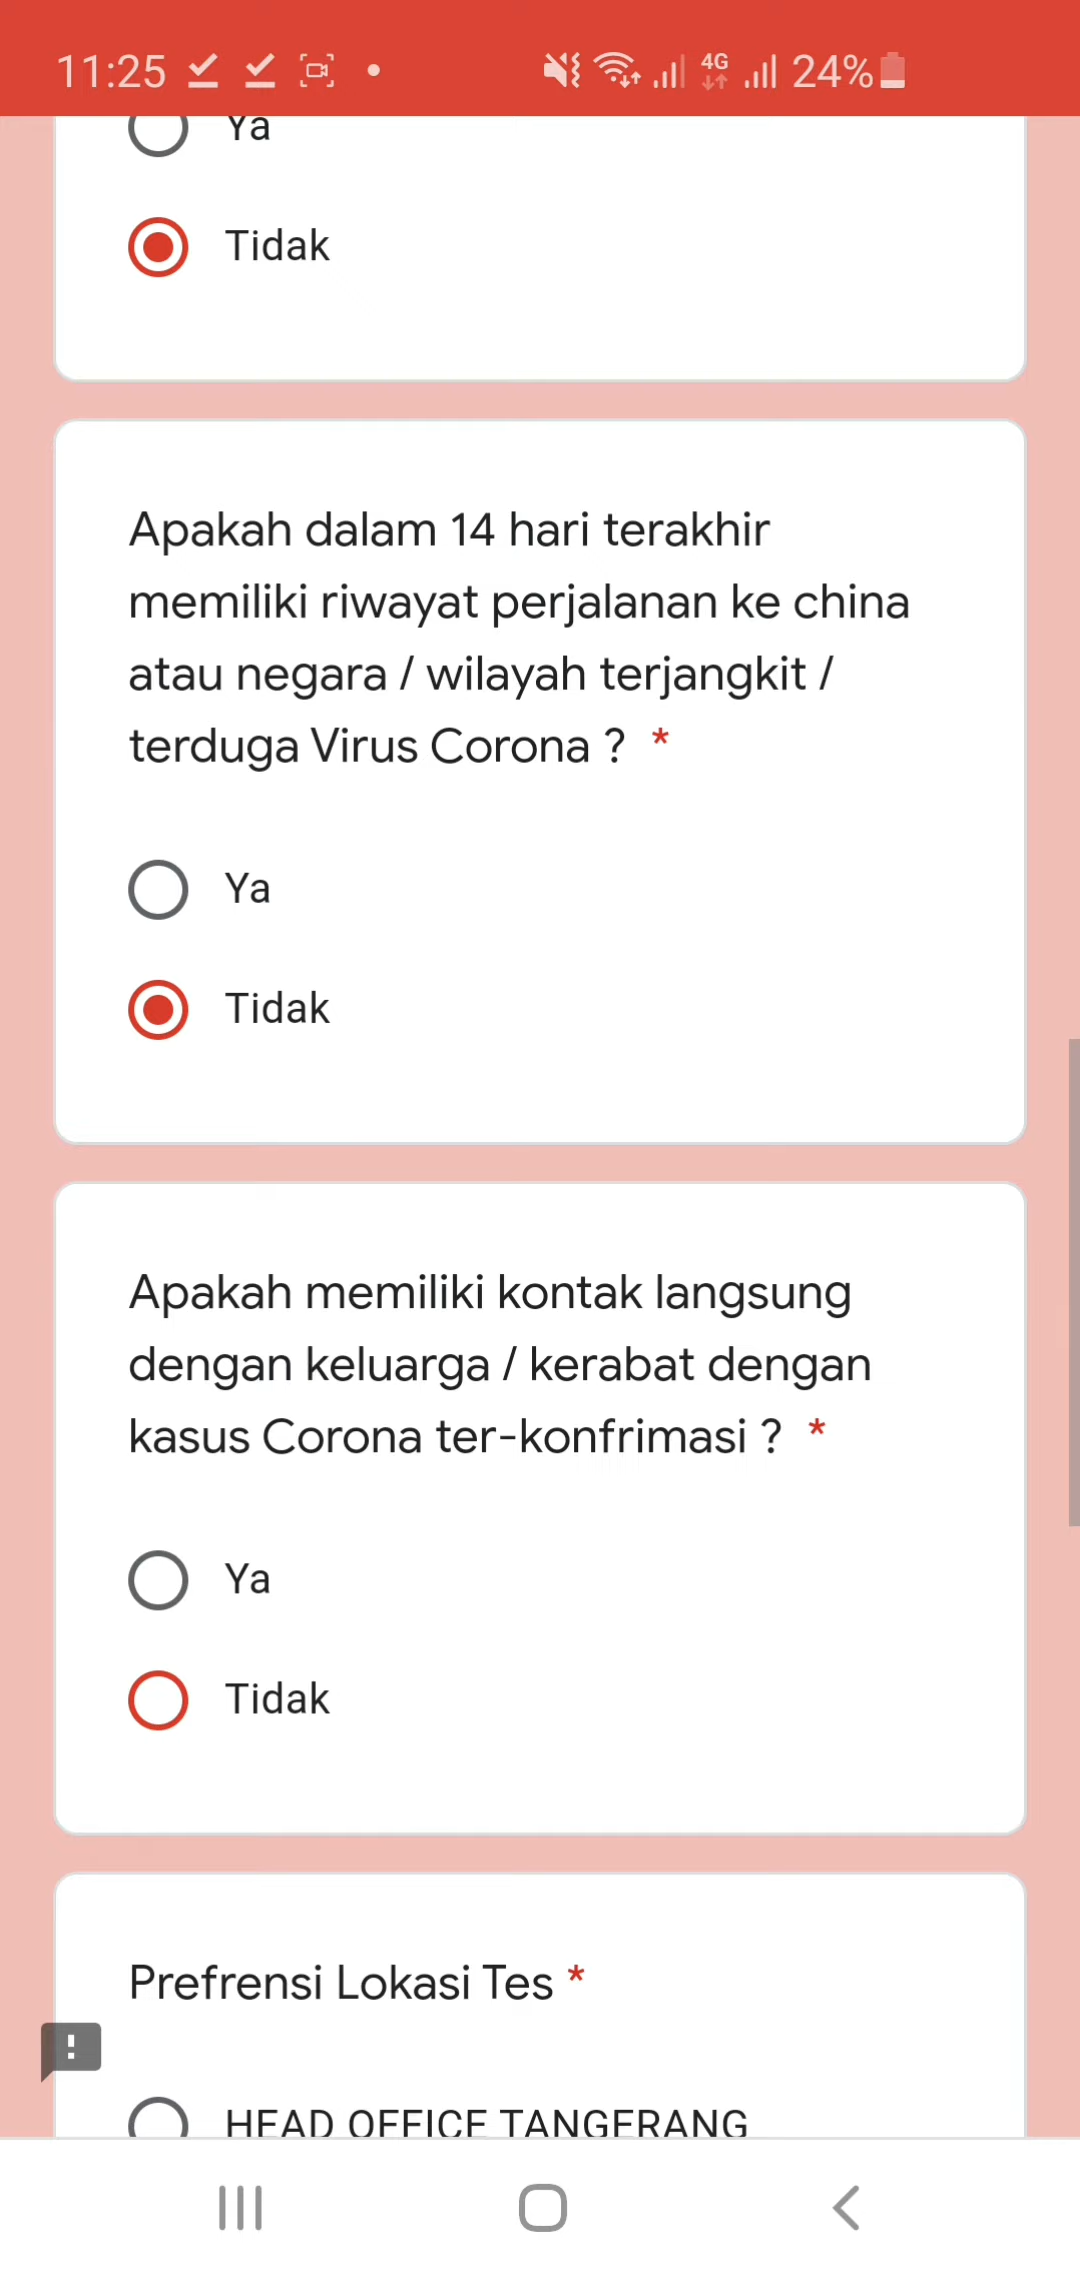 11:25
4G 24%
Ya
Tidak
Apakah dalam 14 hari terakhir
memiliki riwayat perjalanan ke china
atau negara / wilayah terjangkit /
terduga Virus Corona ? *
Ya
Tidak
Apakah memiliki kontak langsung
dengan keluarga / kerabat dengan
kasus Corona ter-konfrimasi ? *
Ya
Tidak
Prefrensi Lokasi Tes *
HEAD OFFICE TANGERANG